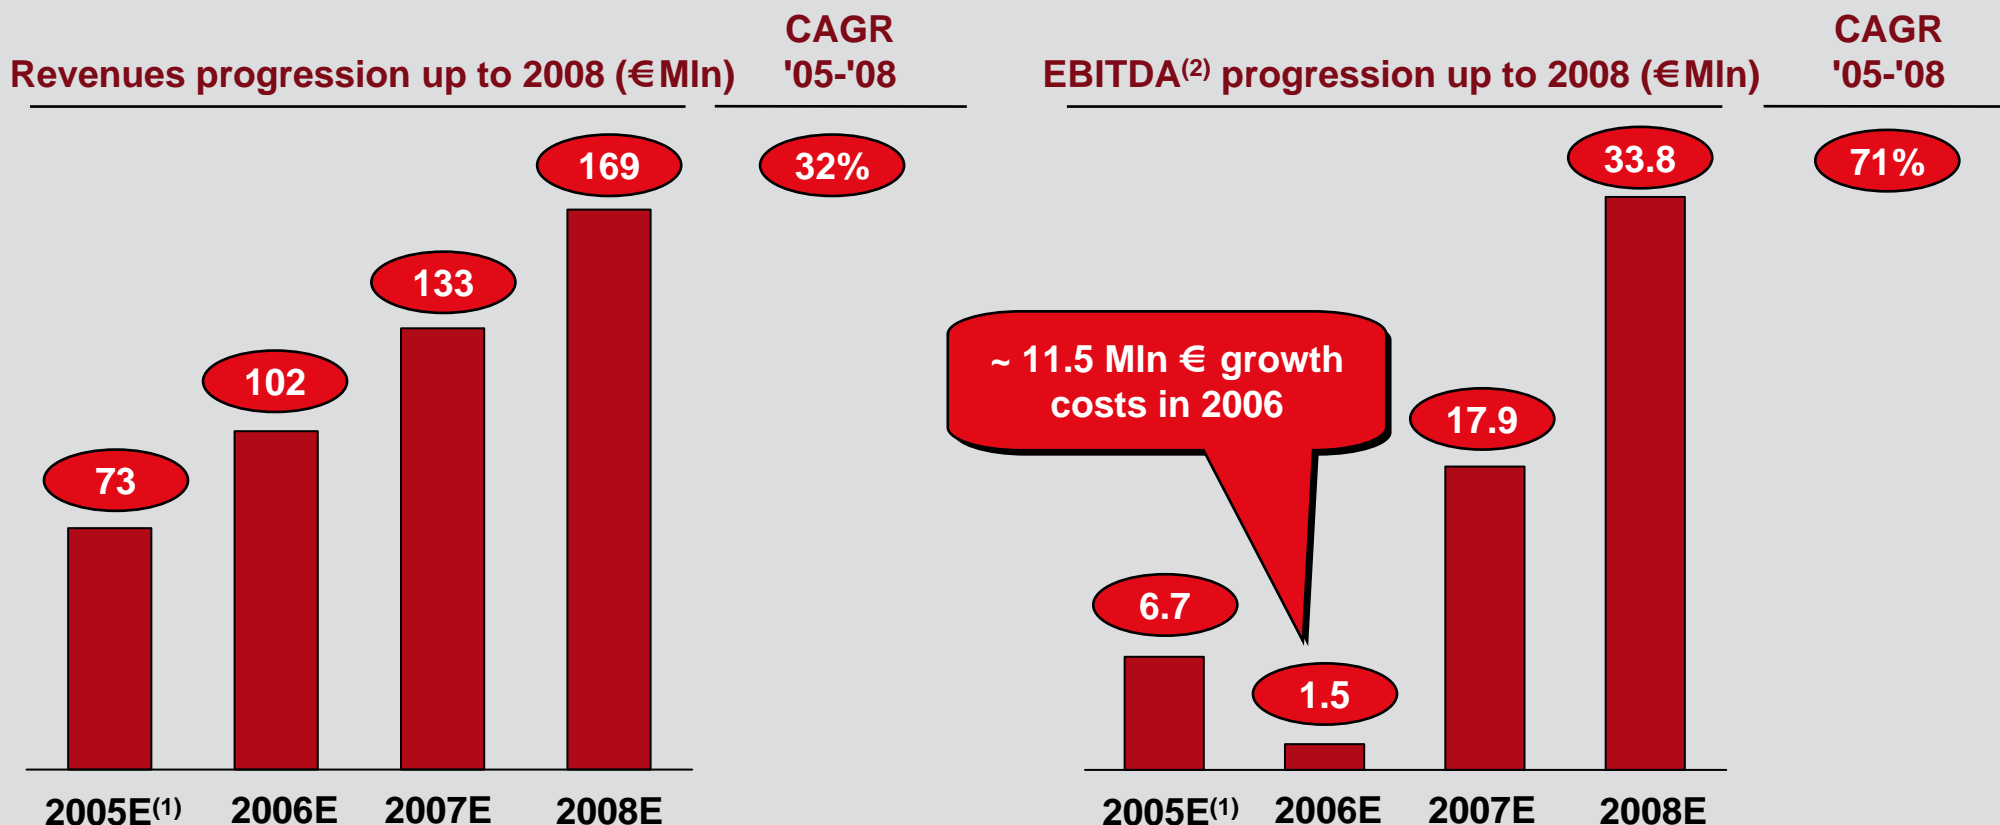 Revenues progression up to 2008 (€Mln)
CAGR
'05-'08
169
32%
133
102
73
2005E(1) 2006E 2007E 2008E
EBITDA(2) progression up to 2008 (€Mln)
CAGR
'05-'08
33.8
71%
~ 11.5 Mln € growth
costs in 2006
17.9
6.7
1.5
2005E(1) 2006E 2007E 2008E